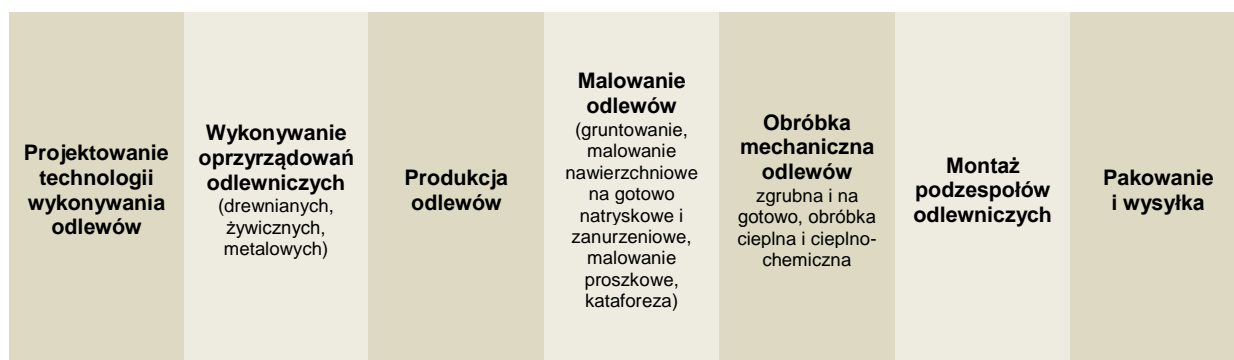 Projektowanie
technologii
wykonywania
odlewów
Wykonywanie
oprzyrządowań
odlewniczych
(drewnianych,
żywicznych,
metalowych)
Produkcja
odlewów
Malowanie
odlewów
(gruntowanie,
malowanie
nawierzchniowe
na gotowo
natryskowe i
zanurzeniowe,
malowanie
proszkowe,
kataforeza)
Obróbka
mechaniczna
odlewów
zgrubna i na
gotowo, obróbka
cieplna i cieplno-
chemiczna
Montaż
podzespołów
odlewniczych
Pakowanie
i wysyłka